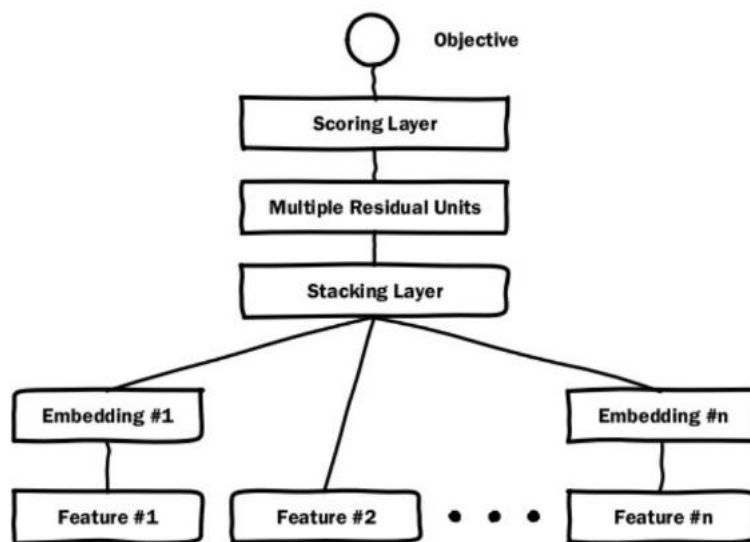 Objective
Scoring Layer
Multiple Residual Units
Stacking Layer
Embedding #1
Embedding #n
Feature #1
Feature #2
Feature #n